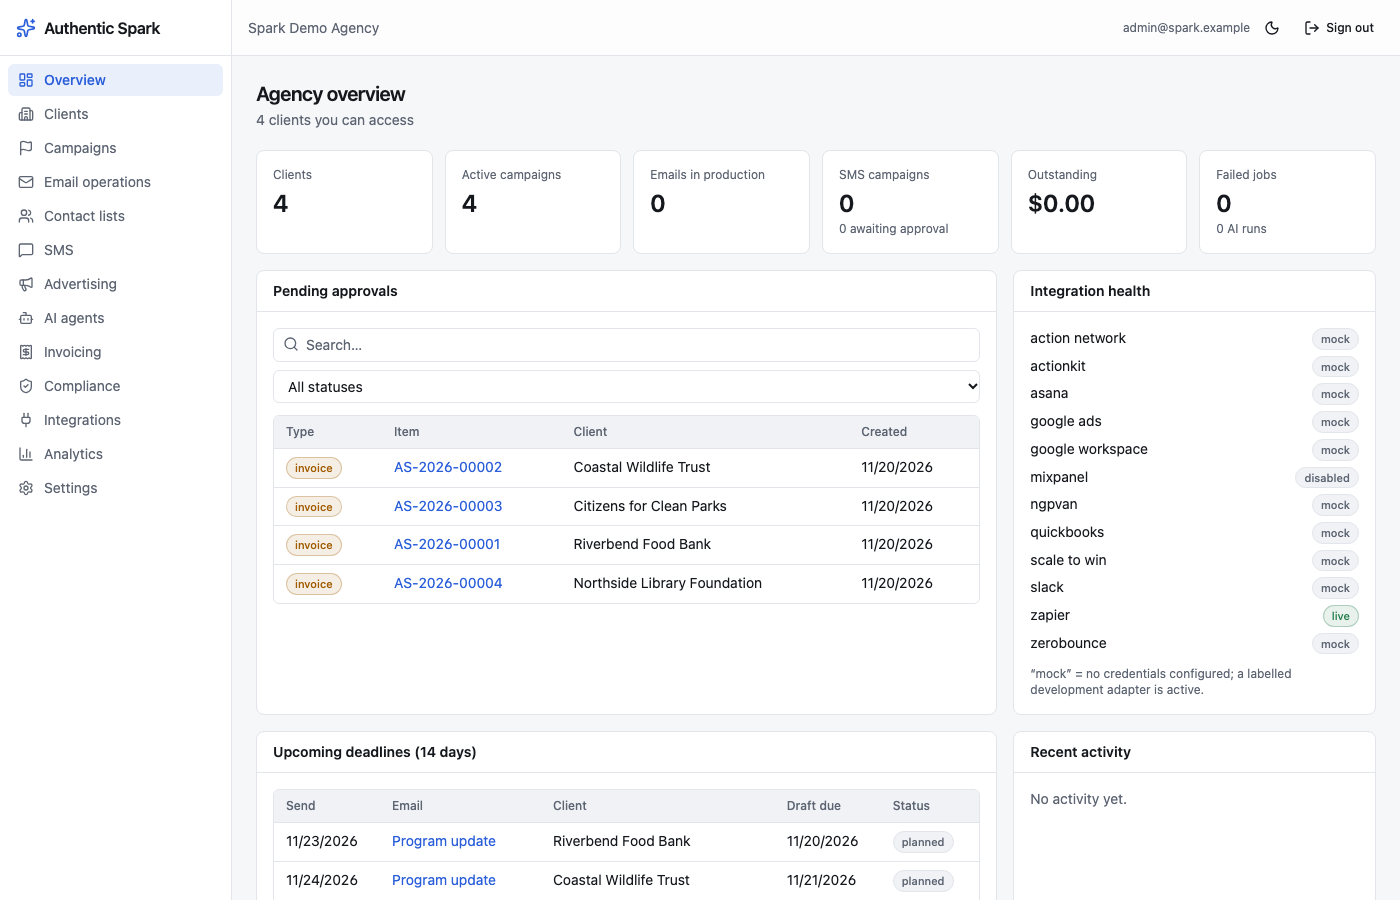 Authentic Spark
Spark Demo Agency
admin@spark.example
Sign out
Overview
Clients
Campaigns
Email operations
Contact lists
SMS
Advertising
AI agents
Invoicing
Compliance
Integrations
Analytics
Settings
Agency overview
4 clients you can access
Clients
4
Active campaigns
4
Emails in production
0
SMS campaigns
0
0 awaiting approval
Outstanding
$0.00
Failed jobs
0
0 AI runs
Pending approvals
Search...
All statuses
Type Item Client Created
invoice AS-2026-00002 Coastal Wildlife Trust 11/20/2026
invoice AS-2026-00003 Citizens for Clean Parks 11/20/2026
invoice AS-2026-00001 Riverbend Food Bank 11/20/2026
invoice AS-2026-00004 Northside Library Foundation 11/20/2026
Integration health
action network mock
actionkit mock
asana mock
google ads mock
google workspace mock
mixpanel disabled
ngpvan mock
quickbooks mock
scale to win mock
slack mock
zapier live
zerobounce mock
“mock” = no credentials configured; a labelled
development adapter is active.
Upcoming deadlines (14 days)
Send Email Client Draft due Status
11/23/2026 Program update Riverbend Food Bank 11/20/2026 planned
11/24/2026 Program update Coastal Wildlife Trust 11/21/2026 planned
Recent activity
No activity yet.